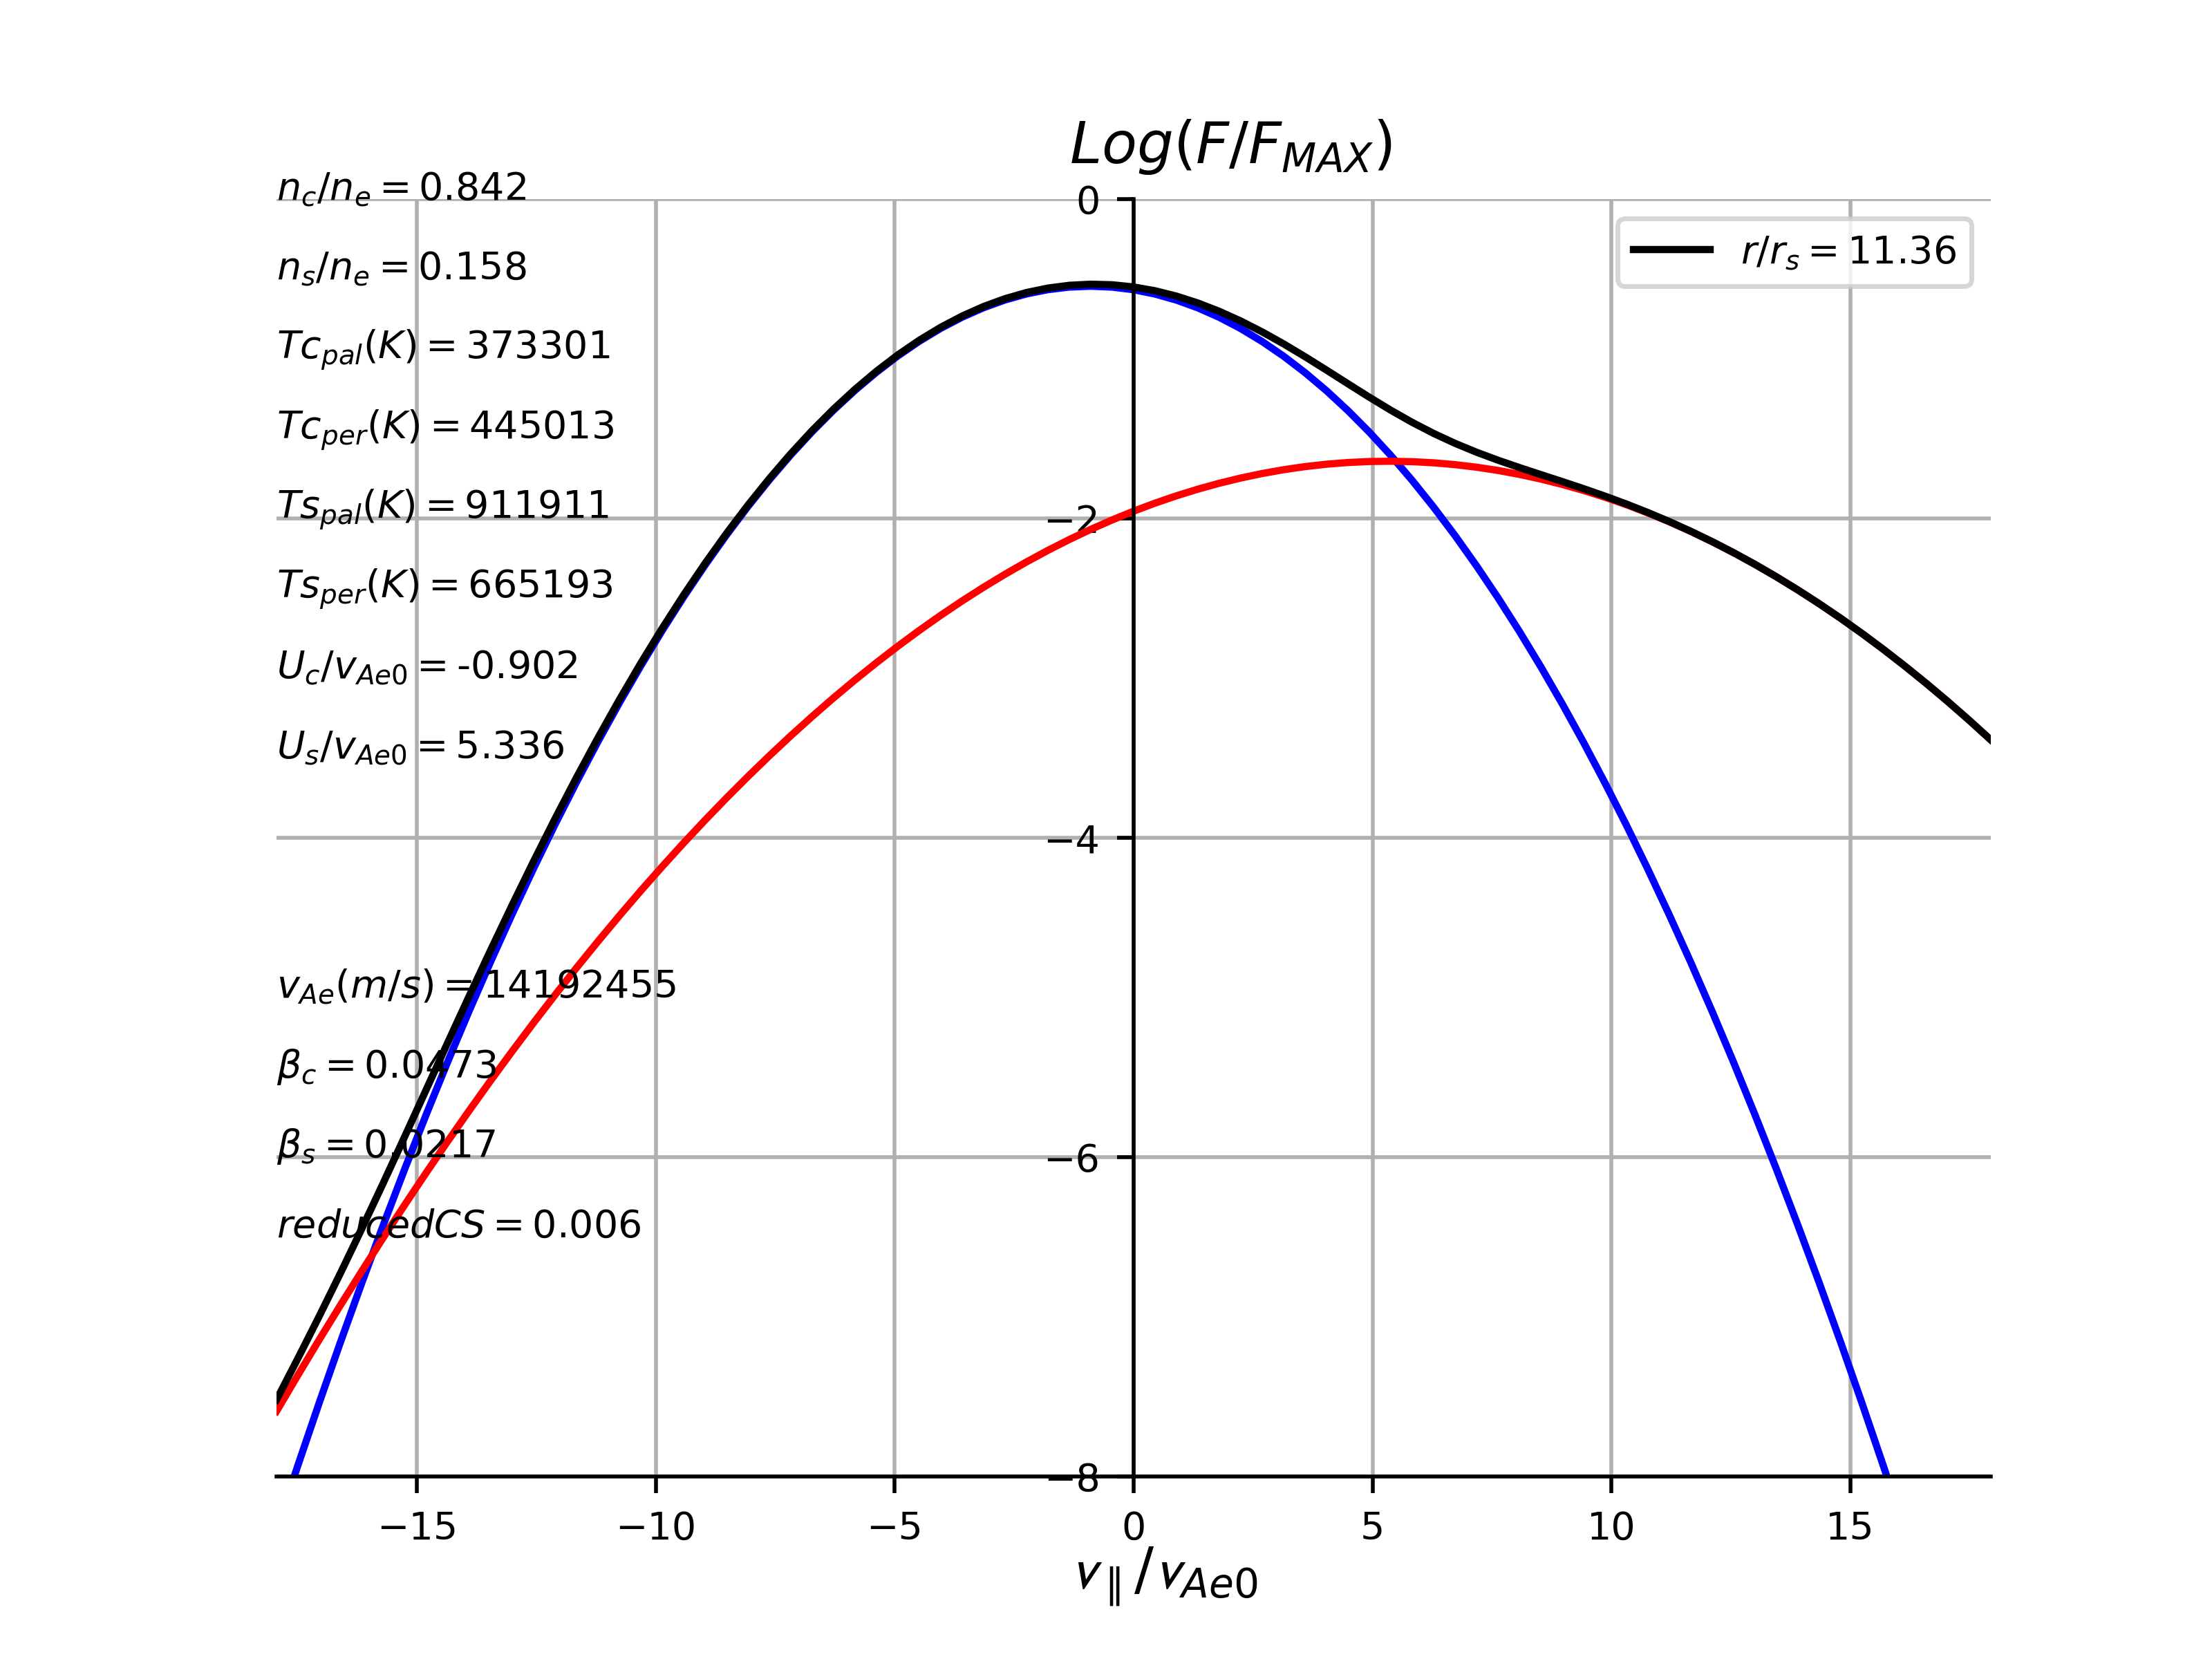 Log(F/F_MAX)
n_c/n_e = 0.842
0
r/r_s = 11.36
n_s/n_e = 0.158
Tc_pal(K) = 373301
Tc_per(K) = 445013
Ts_pal(K) = 911911
−2
Ts_per(K) = 665193
U_c/v_Ae0 = -0.902
U_s/v_Ae0 = 5.336
−4
v_Ae(m/s) = 14192455
β_c = 0.0473
β_s = 0.0217
−6
reducedCS = 0.006
−8
−15 −10 −5 0 5 10 15
v_∥/v_Ae0